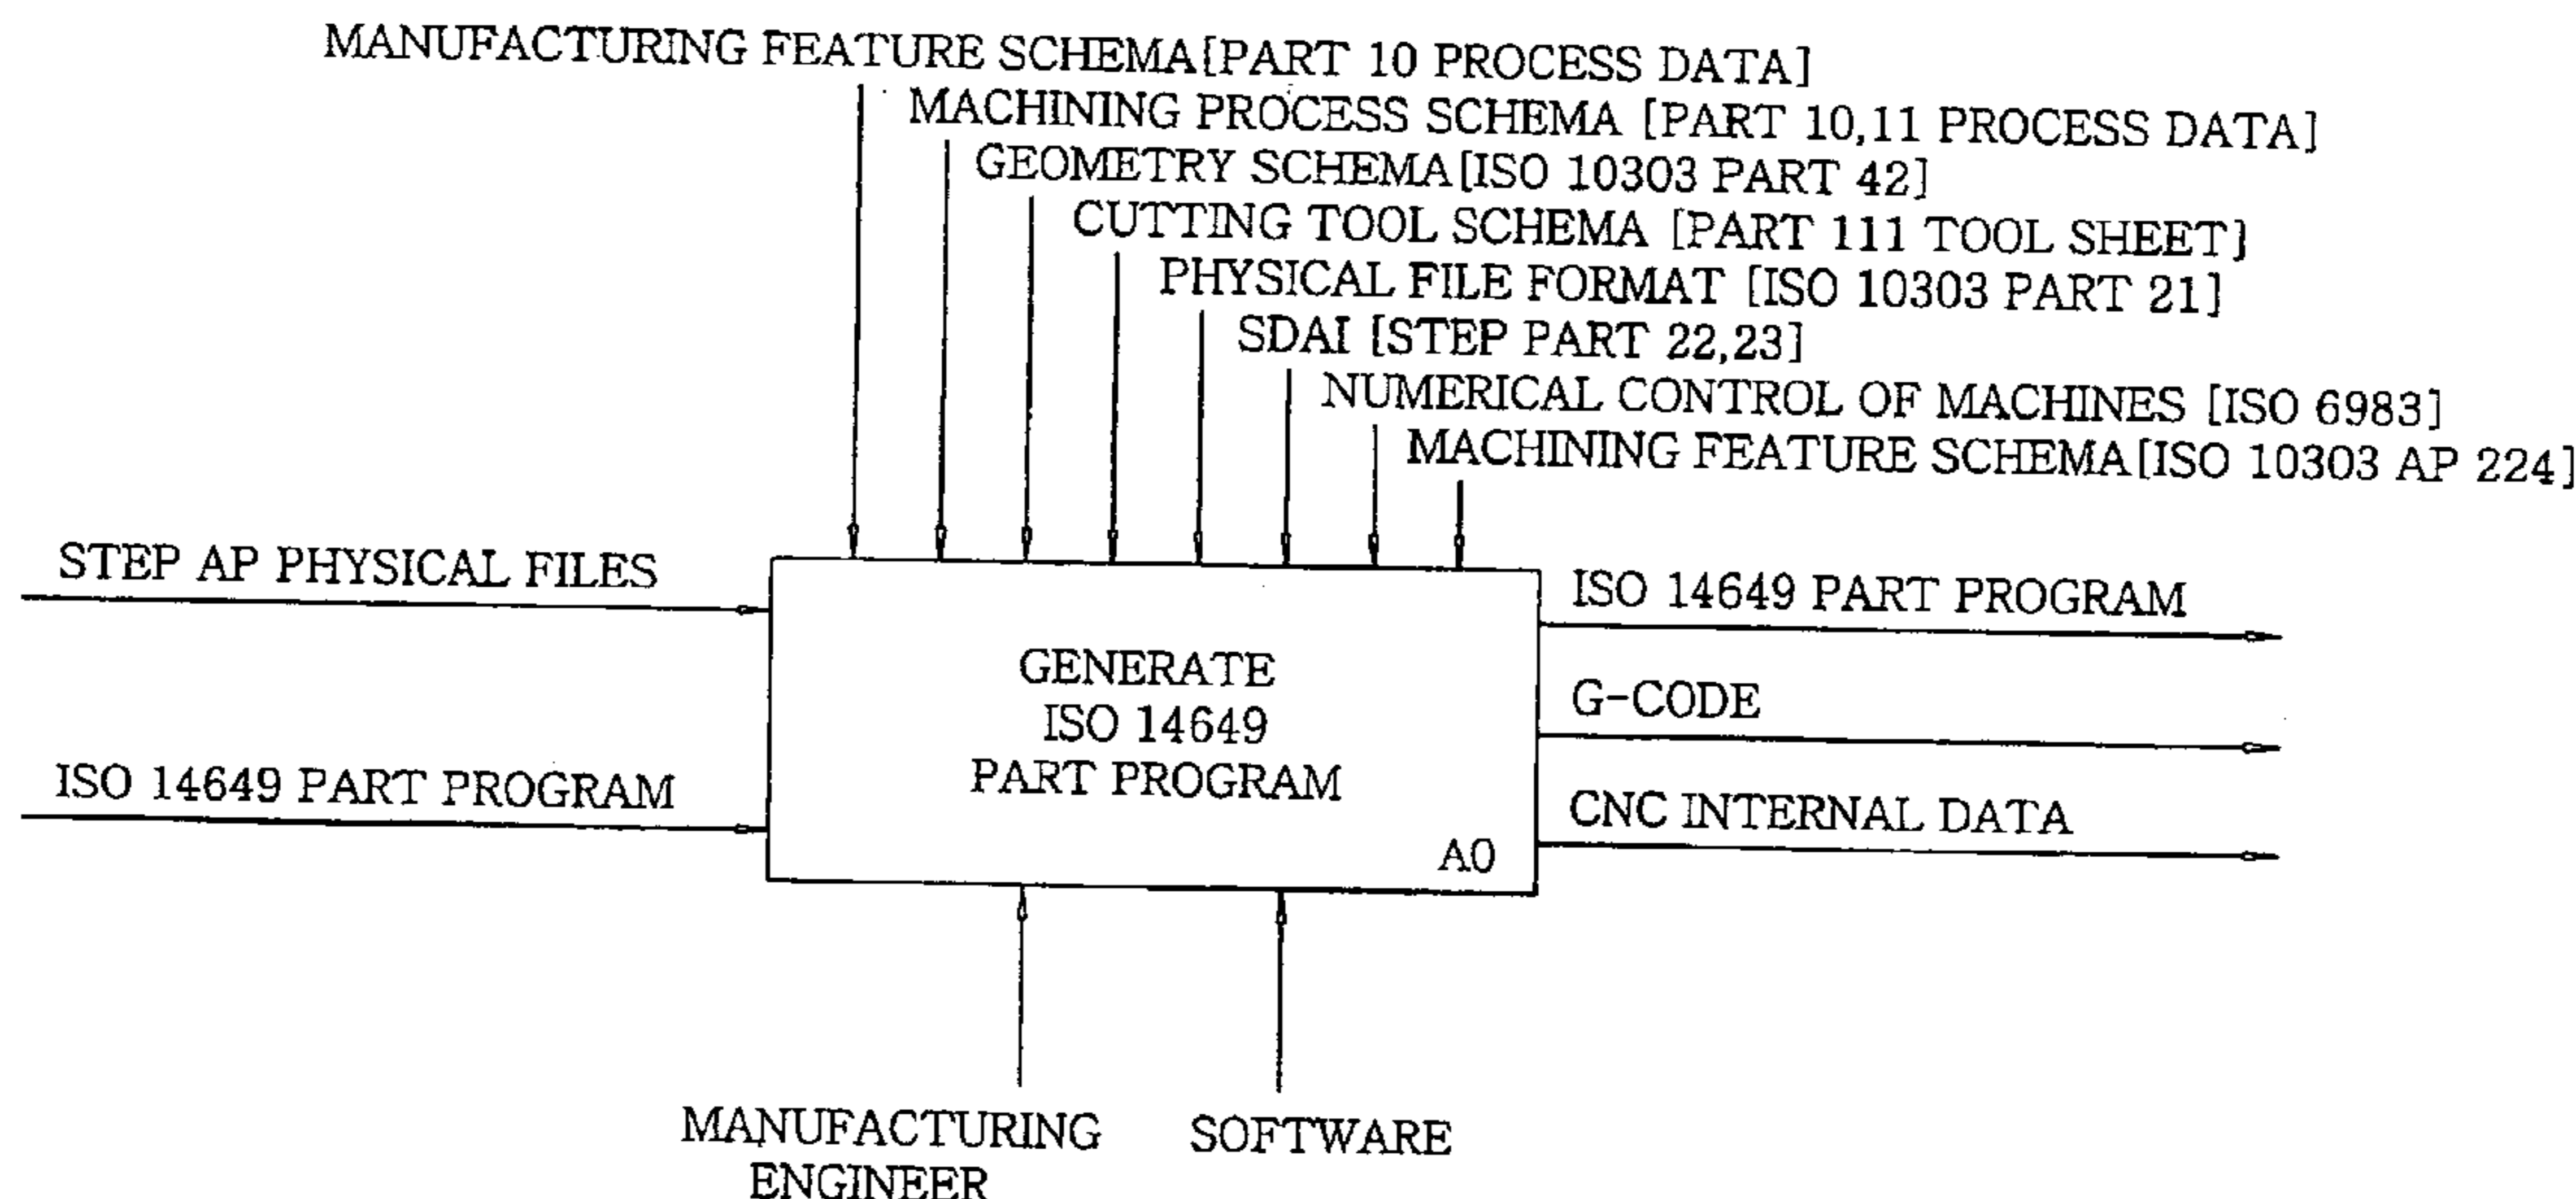 MANUFACTURING FEATURE SCHEMA[PART 10 PROCESS DATA]
MACHINING PROCESS SCHEMA [PART 10,11 PROCESS DATA]
GEOMETRY SCHEMA[ISO 10303 PART 42]
CUTTING TOOL SCHEMA [PART 111 TOOL SHEET]
PHYSICAL FILE FORMAT [ISO 10303 PART 21]
SDAI [STEP PART 22,23]
NUMERICAL CONTROL OF MACHINES [ISO 6983]
MACHINING FEATURE SCHEMA[ISO 10303 AP 224]
STEP AP PHYSICAL FILES
ISO 14649 PART PROGRAM
GENERATE
ISO 14649
PART PROGRAM
A0
ISO 14649 PART PROGRAM
G-CODE
CNC INTERNAL DATA
MANUFACTURING
ENGINEER
SOFTWARE